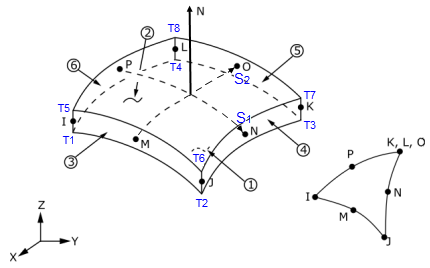 N
T8
②
L
P
O
⑥
T4
S2
⑤
T5
T7
K
I
S1
T3
T1
N
④
③
M
T6
J
①
T2
Z
Y
X
K, L, O
P
I
N
M
J